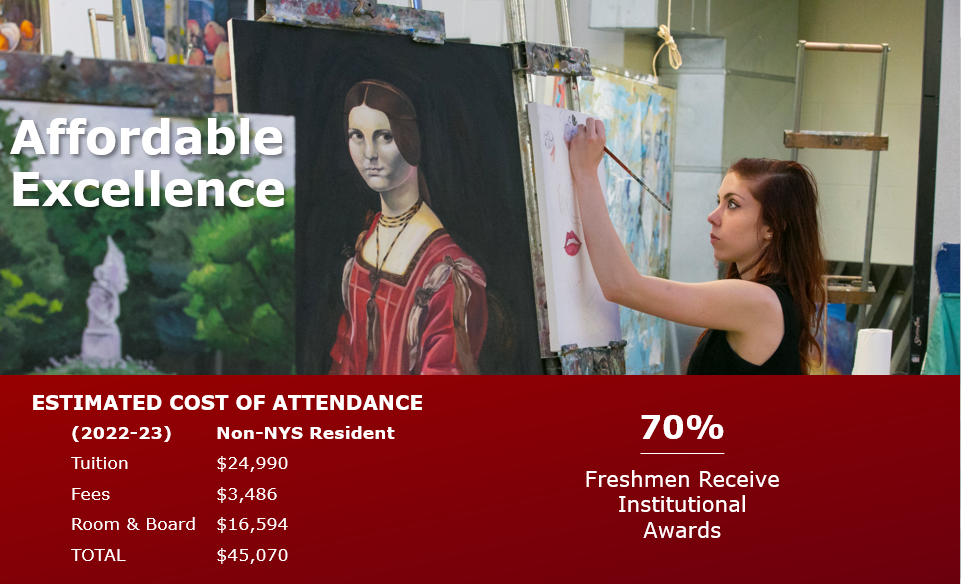 Affordable
Excellence
ESTIMATED COST OF ATTENDANCE
(2022-23) Non-NYS Resident
Tuition $24,990
Fees $3,486
Room & Board $16,594
TOTAL $45,070
70%
Freshmen Receive
Institutional
Awards